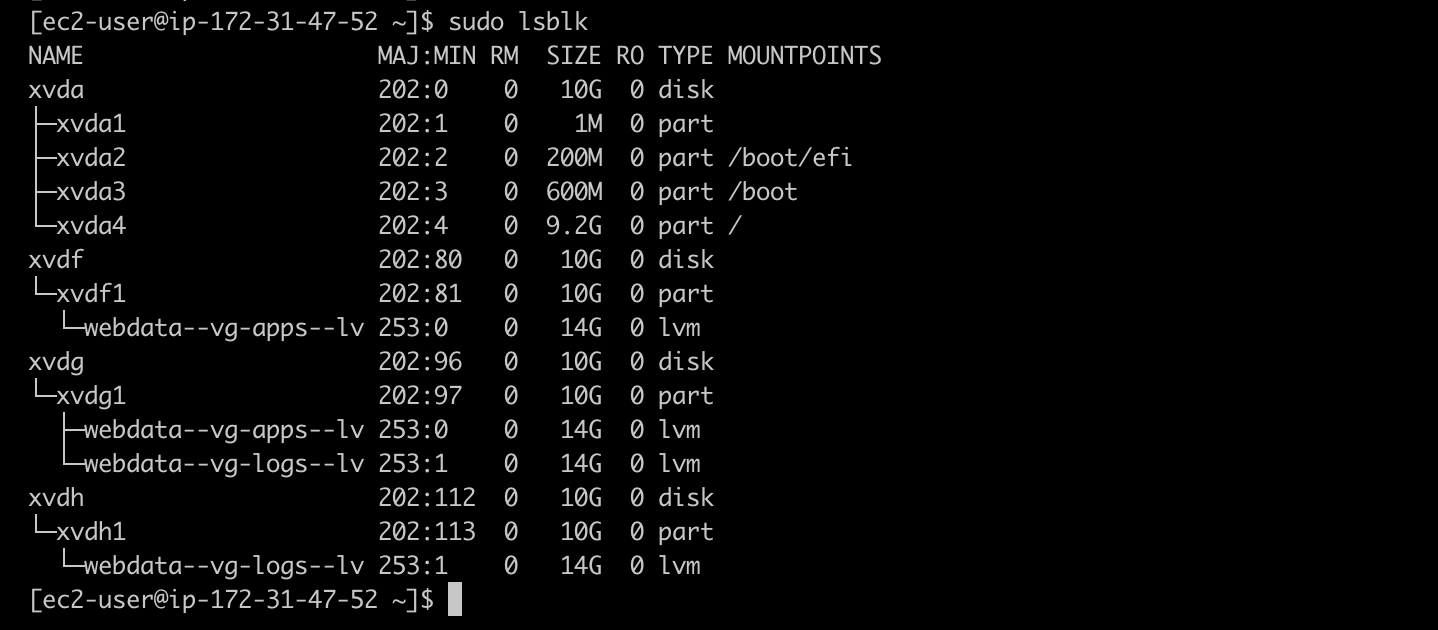 [ec2-user@ip-172-31-47-52 ~]$ sudo lsblk
NAME                     MAJ:MIN RM  SIZE RO TYPE MOUNTPOINTS
xvda                     202:0    0   10G  0 disk
├─xvda1                  202:1    0    1M  0 part
├─xvda2                  202:2    0  200M  0 part /boot/efi
├─xvda3                  202:3    0  600M  0 part /boot
└─xvda4                  202:4    0  9.2G  0 part /
xvdf                     202:80   0   10G  0 disk
└─xvdf1                  202:81   0   10G  0 part
  └─webdata--vg-apps--lv 253:0    0   14G  0 lvm
xvdg                     202:96   0   10G  0 disk
└─xvdg1                  202:97   0   10G  0 part
  ├─webdata--vg-apps--lv 253:0    0   14G  0 lvm
  └─webdata--vg-logs--lv 253:1    0   14G  0 lvm
xvdh                     202:112  0   10G  0 disk
└─xvdh1                  202:113  0   10G  0 part
  └─webdata--vg-logs--lv 253:1    0   14G  0 lvm
[ec2-user@ip-172-31-47-52 ~]$